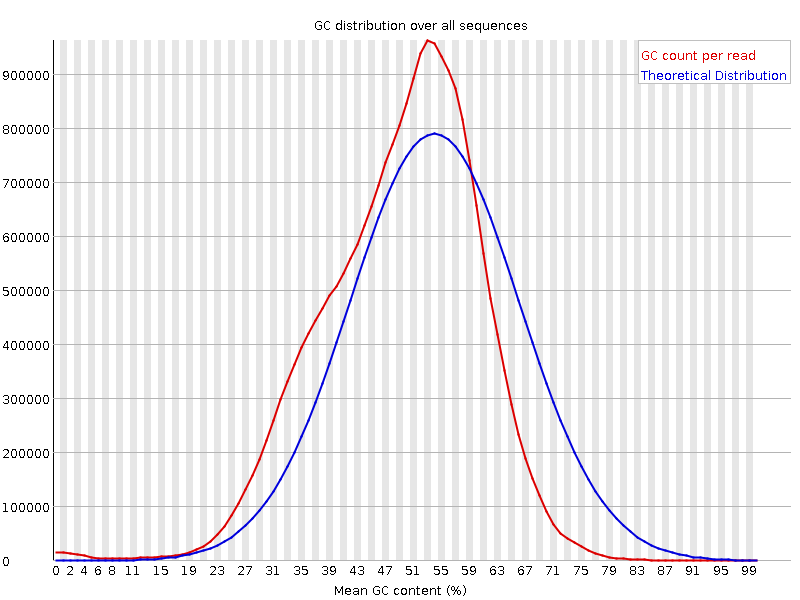 GC distribution over all sequences
GC count per read
Theoretical Distribution
900000
800000
700000
600000
500000
400000
300000
200000
100000
0
0 2 4 6 8 11 15 19 23 27 31 35 39 43 47 51 55 59 63 67 71 75 79 83 87 91 95 99
Mean GC content (%)